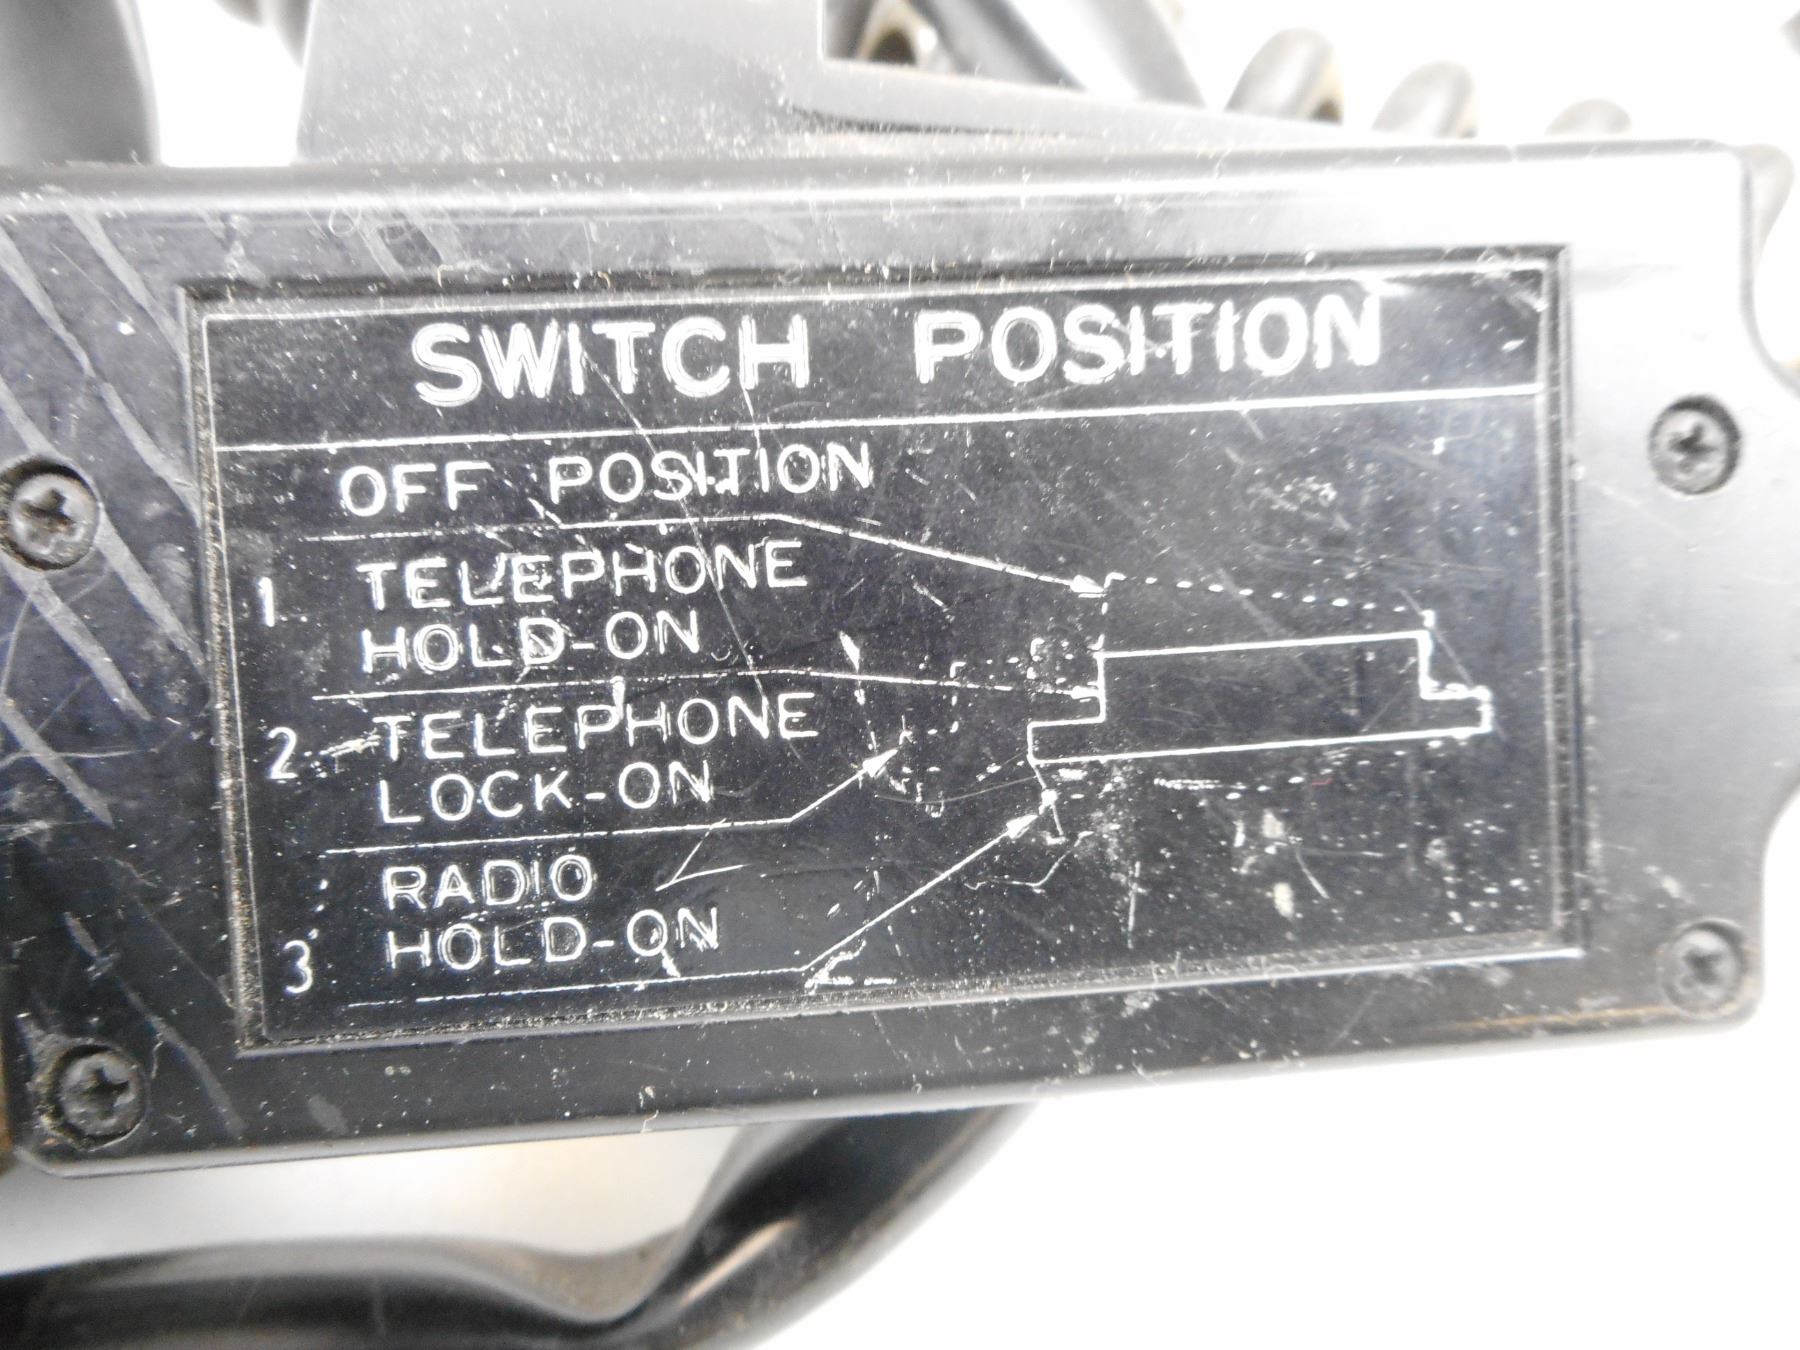 SWITCH POSITION
OFF POSITION
1 TELEPHONE
HOLD-ON
2 TELEPHONE
LOCK-ON
3 RADIO
HOLD-ON